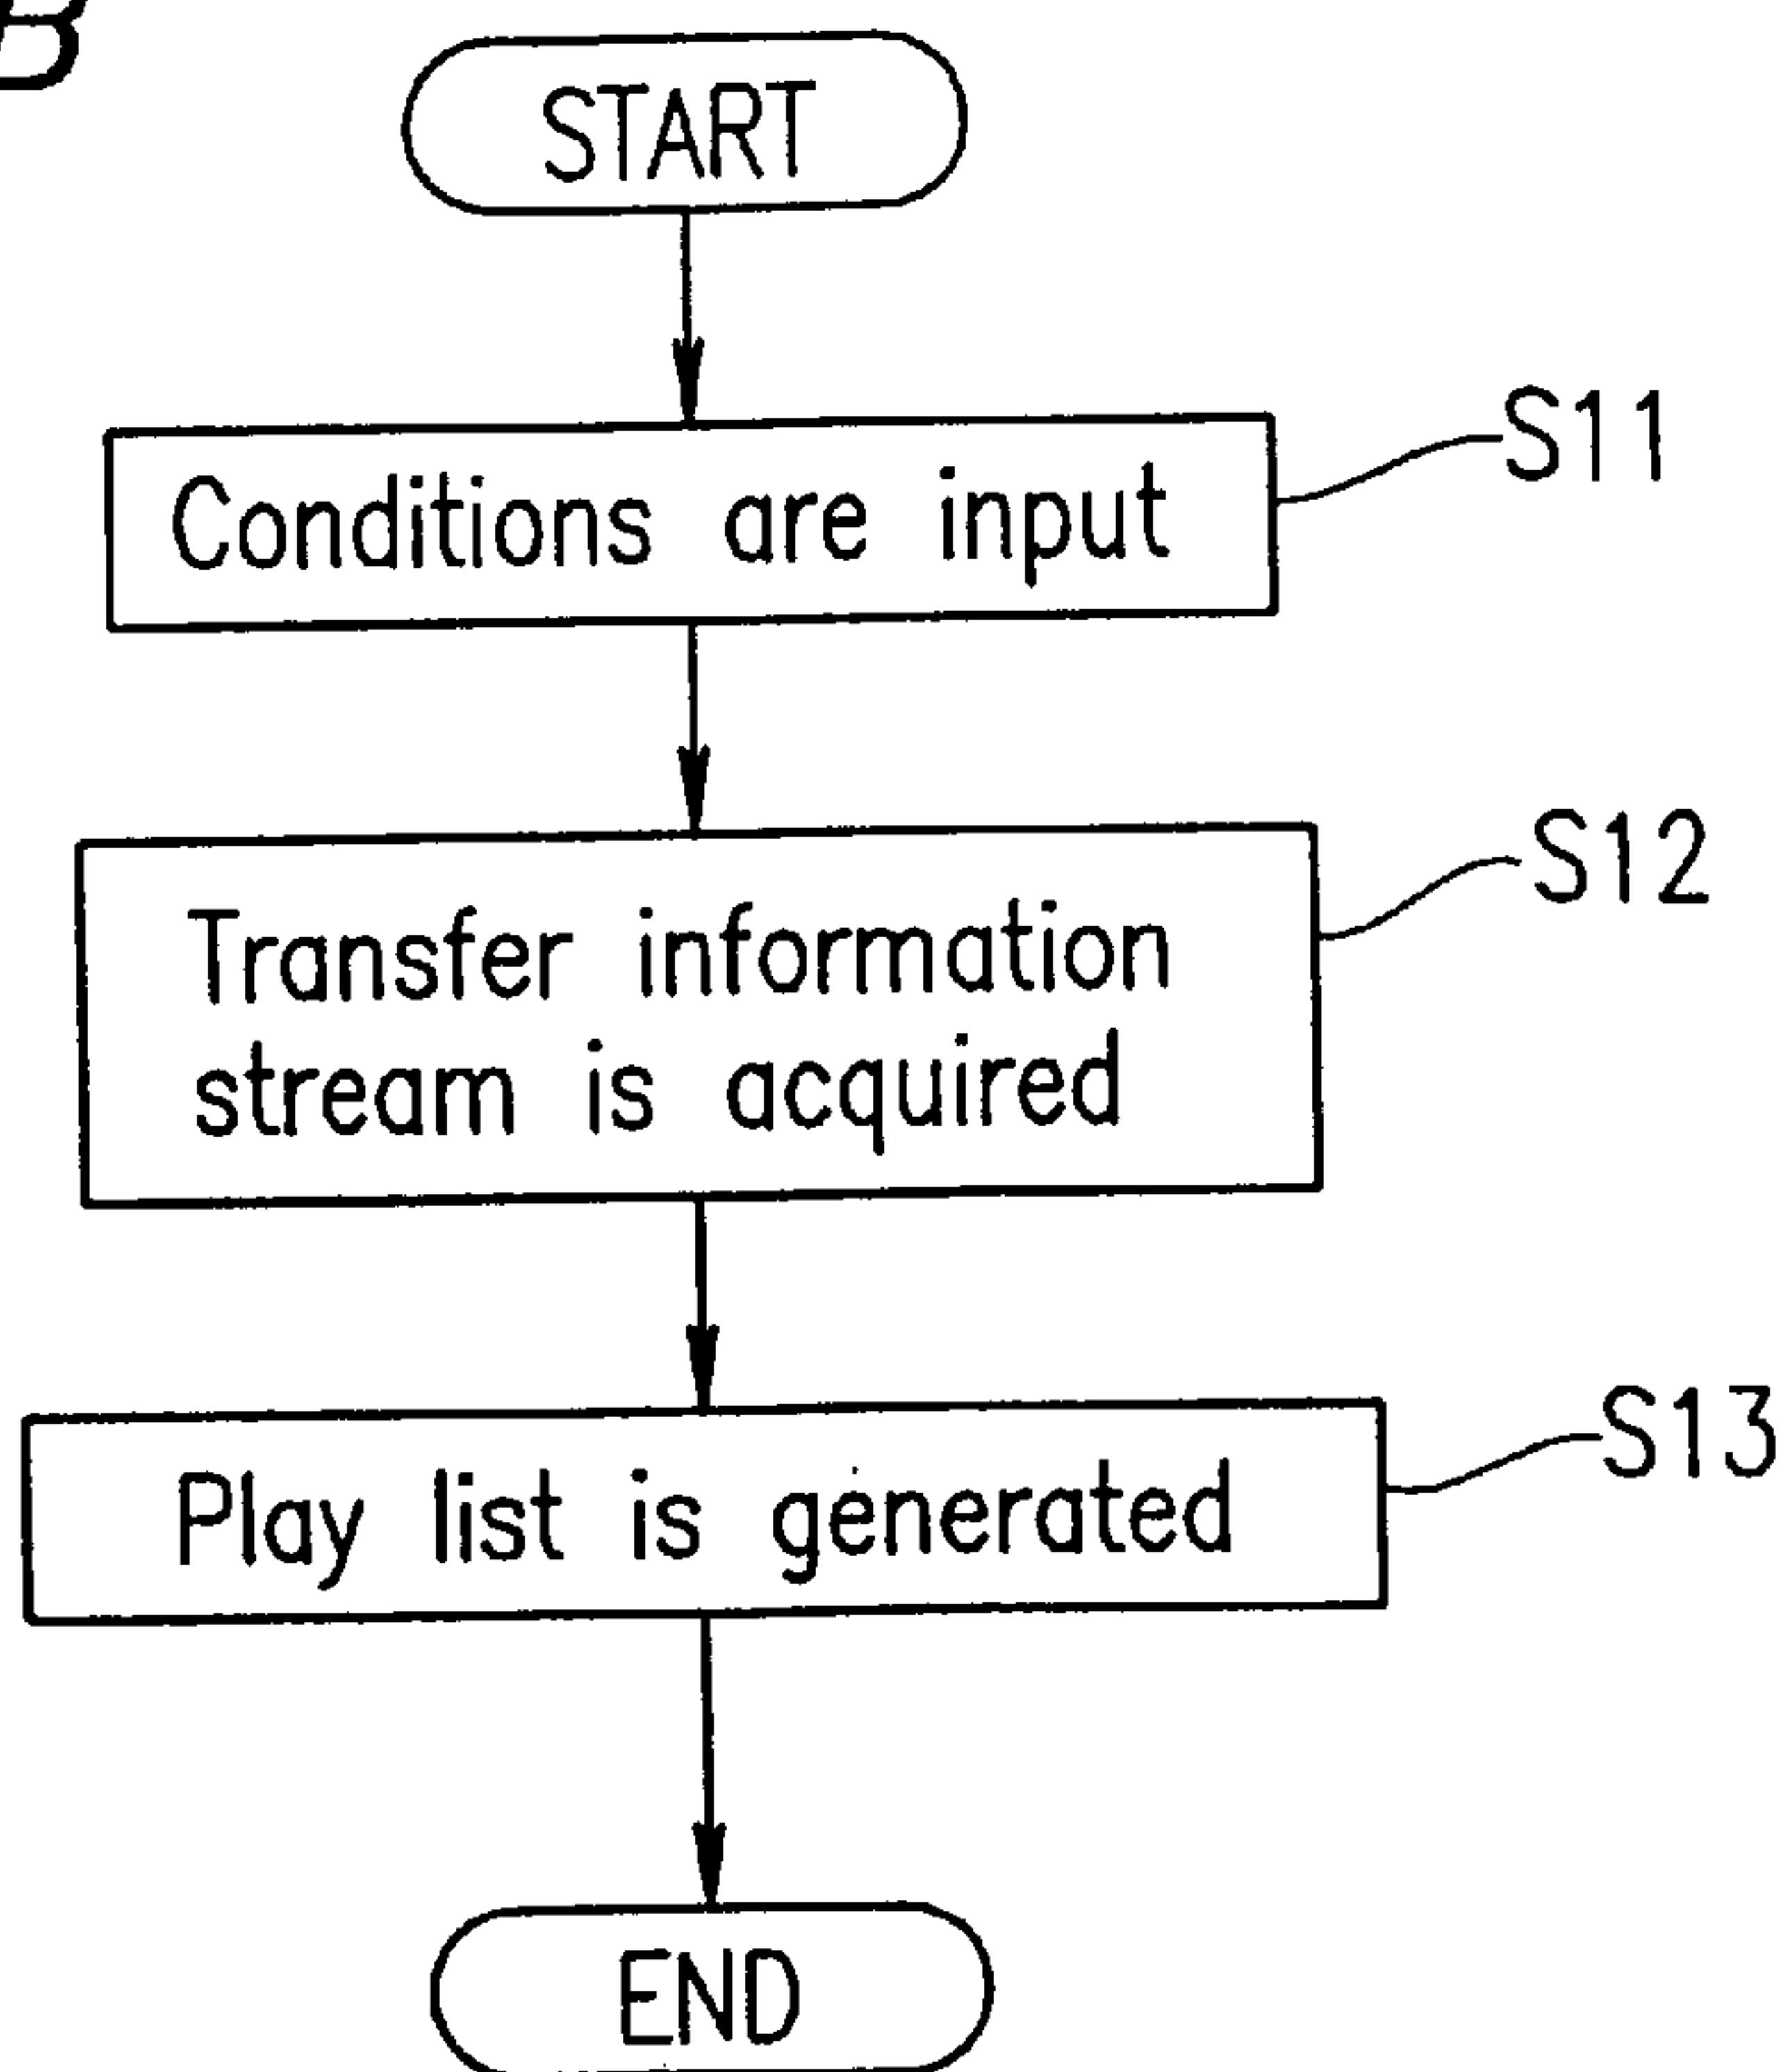 B
START
Conditions are input
S11
Transfer information
stream is acquired
S12
Play list is generated
S13
END